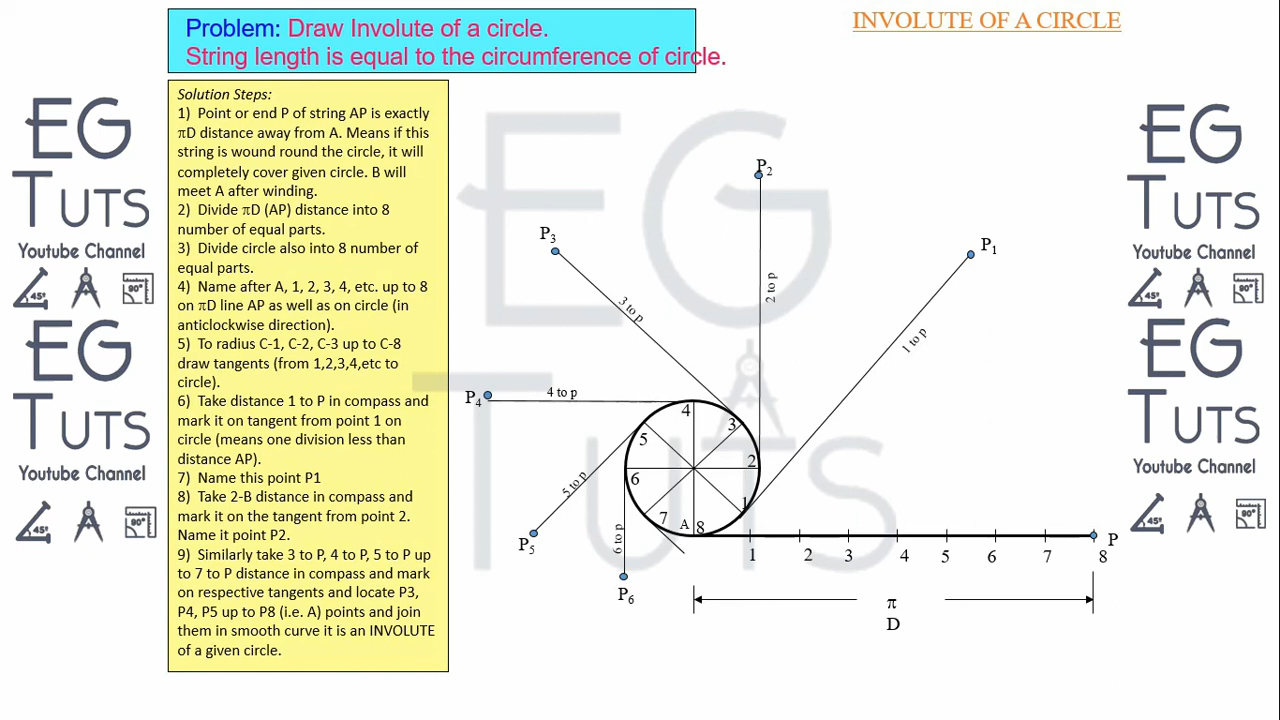 Problem: Draw Involute of a circle.
String length is equal to the circumference of circle.
INVOLUTE OF A CIRCLE
Solution Steps:
1) Point or end P of string AP is exactly
πD distance away from A. Means if this
string is wound round the circle, it will
completely cover given circle. B will
meet A after winding.
2) Divide πD (AP) distance into 8
number of equal parts.
3) Divide circle also into 8 number of
equal parts.
4) Name after A, 1, 2, 3, 4, etc. up to 8
on πD line AP as well as on circle (in
anticlockwise direction).
5) To radius C-1, C-2, C-3 up to C-8
draw tangents (from 1,2,3,4,etc to
circle).
6) Take distance 1 to P in compass and
mark it on tangent from point 1 on
circle (means one division less than
distance AP).
7) Name this point P1
8) Take 2-B distance in compass and
mark it on the tangent from point 2.
Name it point P2.
9) Similarly take 3 to P, 4 to P, 5 to P up
to 7 to P distance in compass and mark
on respective tangents and locate P3,
P4, P5 up to P8 (i.e. A) points and join
them in smooth curve it is an INVOLUTE
of a given circle.
EG
TUTS
Youtube Channel
45°
90°
EG
TUTS
Youtube Channel
45°
90°
EG
TUTS
P2
P3
P1
2 to p
3 to p
1 to p
P4
4 to p
4
3
5
2
6
5 to p
1
7
A
8
6 to p
P5
P6
P
1
2
3
4
5
6
7
8
π
D
EG
TUTS
Youtube Channel
45°
90°
EG
TUTS
Youtube Channel
45°
90°